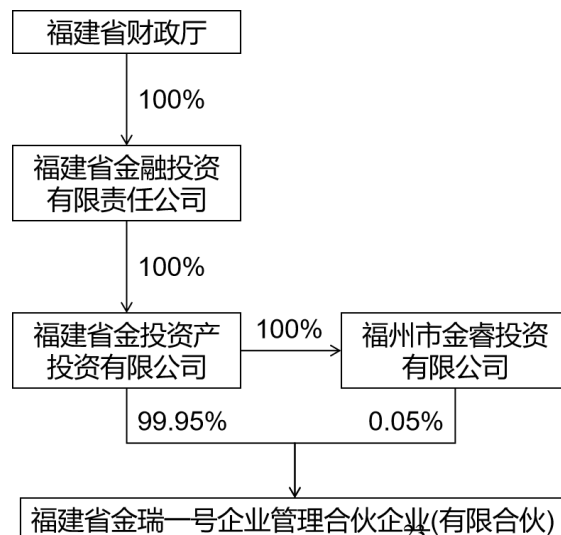 福建省财政厅
100%
福建省金融投资
有限责任公司
100%
福建省金投资产
投资有限公司
100%
福州市金睿投资
有限公司
99.95%
0.05%
福建省金瑞一号企业管理合伙企业(有限合伙)
23